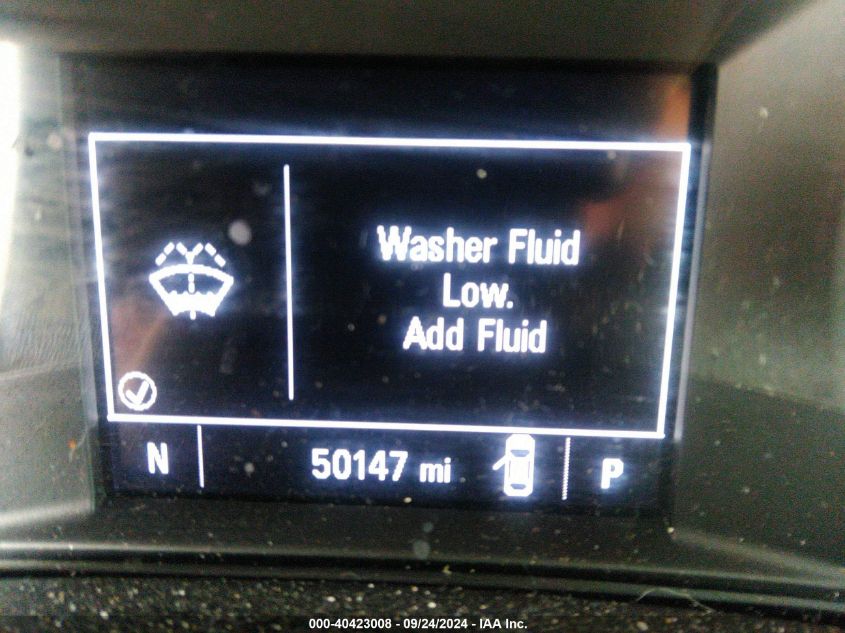 Washer Fluid
Low.
Add Fluid
N 50147 mi P
000-40423008 - 09/24/2024 - IAA Inc.